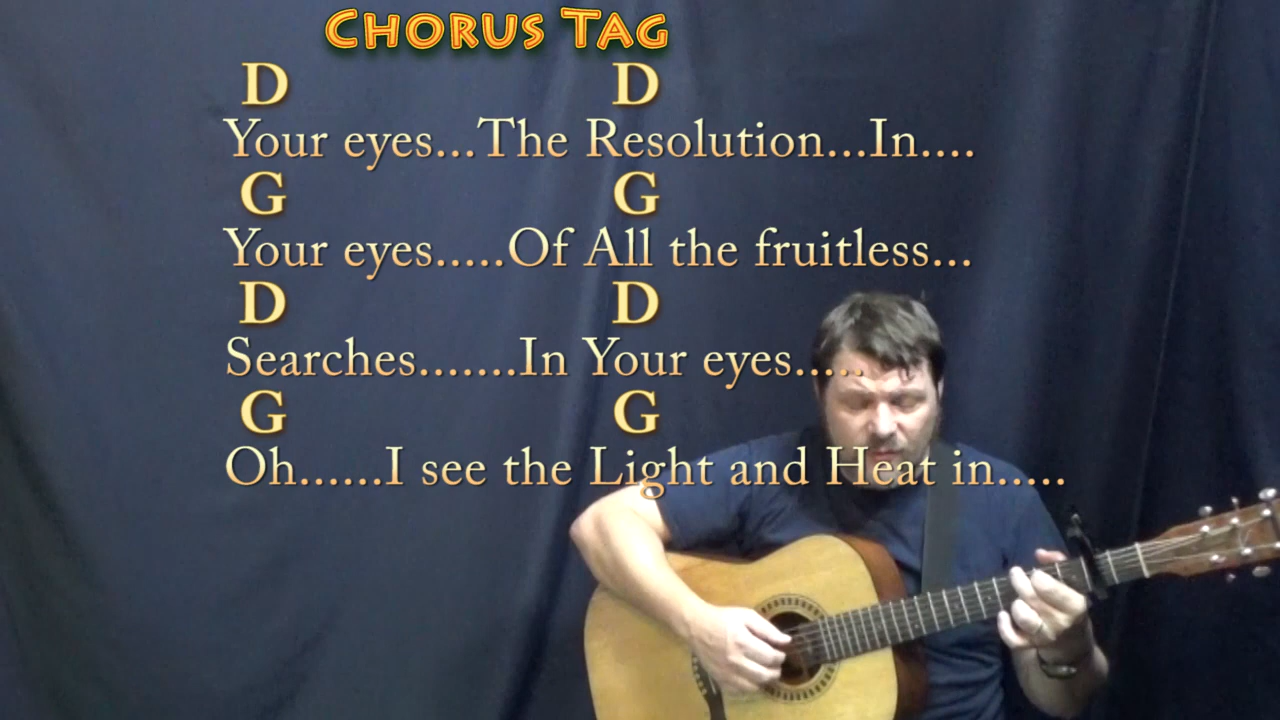 CHORUS TAG
D D
Your eyes...The Resolution...In....
G G
Your eyes.....Of All the fruitless...
D D
Searches.......In Your eyes.....
G G
Oh......I see the Light and Heat in.....